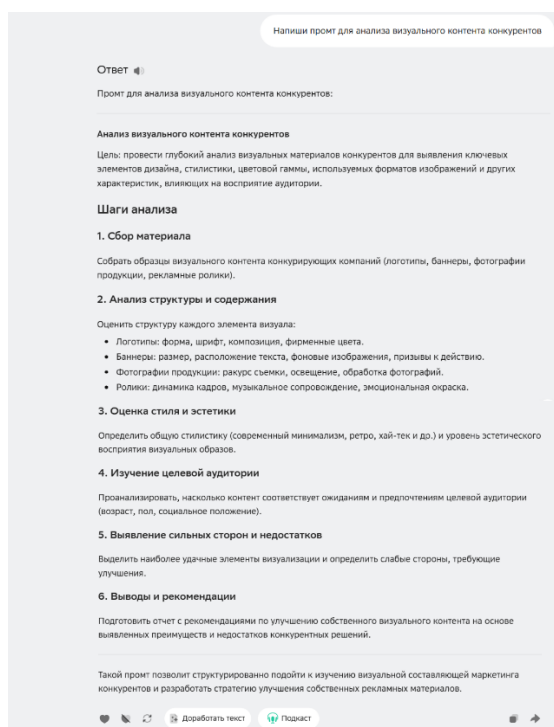 Напиши промт для анализа визуального контента конкурентов
Ответ
Промт для анализа визуального контента конкурентов:
Анализ визуального контента конкурентов
Цель: провести глубокий анализ визуальных материалов конкурентов для выявления ключевых
элементов дизайна, стилистики, цветовой гаммы, используемых форматов изображений и других
характеристик, влияющих на восприятие аудитории.
Шаги анализа
1. Сбор материала
Собрать образцы визуального контента конкурирующих компаний (логотипы, баннеры, фотографии
продукции, рекламные ролики).
2. Анализ структуры и содержания
Оценить структуру каждого элемента визуала:
• Логотипы: форма, шрифт, композиция, фирменные цвета.
• Баннеры: размер, расположение текста, фоновые изображения, призывы к действию.
• Фотографии продукции: ракурс съемки, освещение, обработка фотографий.
• Ролики: динамика кадров, музыкальное сопровождение, эмоциональная окраска.
3. Оценка стиля и эстетики
Определить общую стилистику (современный минимализм, ретро, хай-тек и др.) и уровень эстетического
восприятия визуальных образов.
4. Изучение целевой аудитории
Проанализировать, насколько контент соответствует ожиданиям и предпочтениям целевой аудитории
(возраст, пол, социальное положение).
5. Выявление сильных сторон и недостатков
Выделить наиболее удачные элементы визуализации и определить слабые стороны, требующие
улучшения.
6. Выводы и рекомендации
Подготовить отчет с рекомендациями по улучшению собственного визуального контента на основе
выявленных преимуществ и недостатков конкурентных решений.
Такой промт позволит структурированно подойти к изучению визуальной составляющей маркетинга
конкурентов и разработать стратегию улучшения собственных рекламных материалов.
Доработать текст
Подкаст